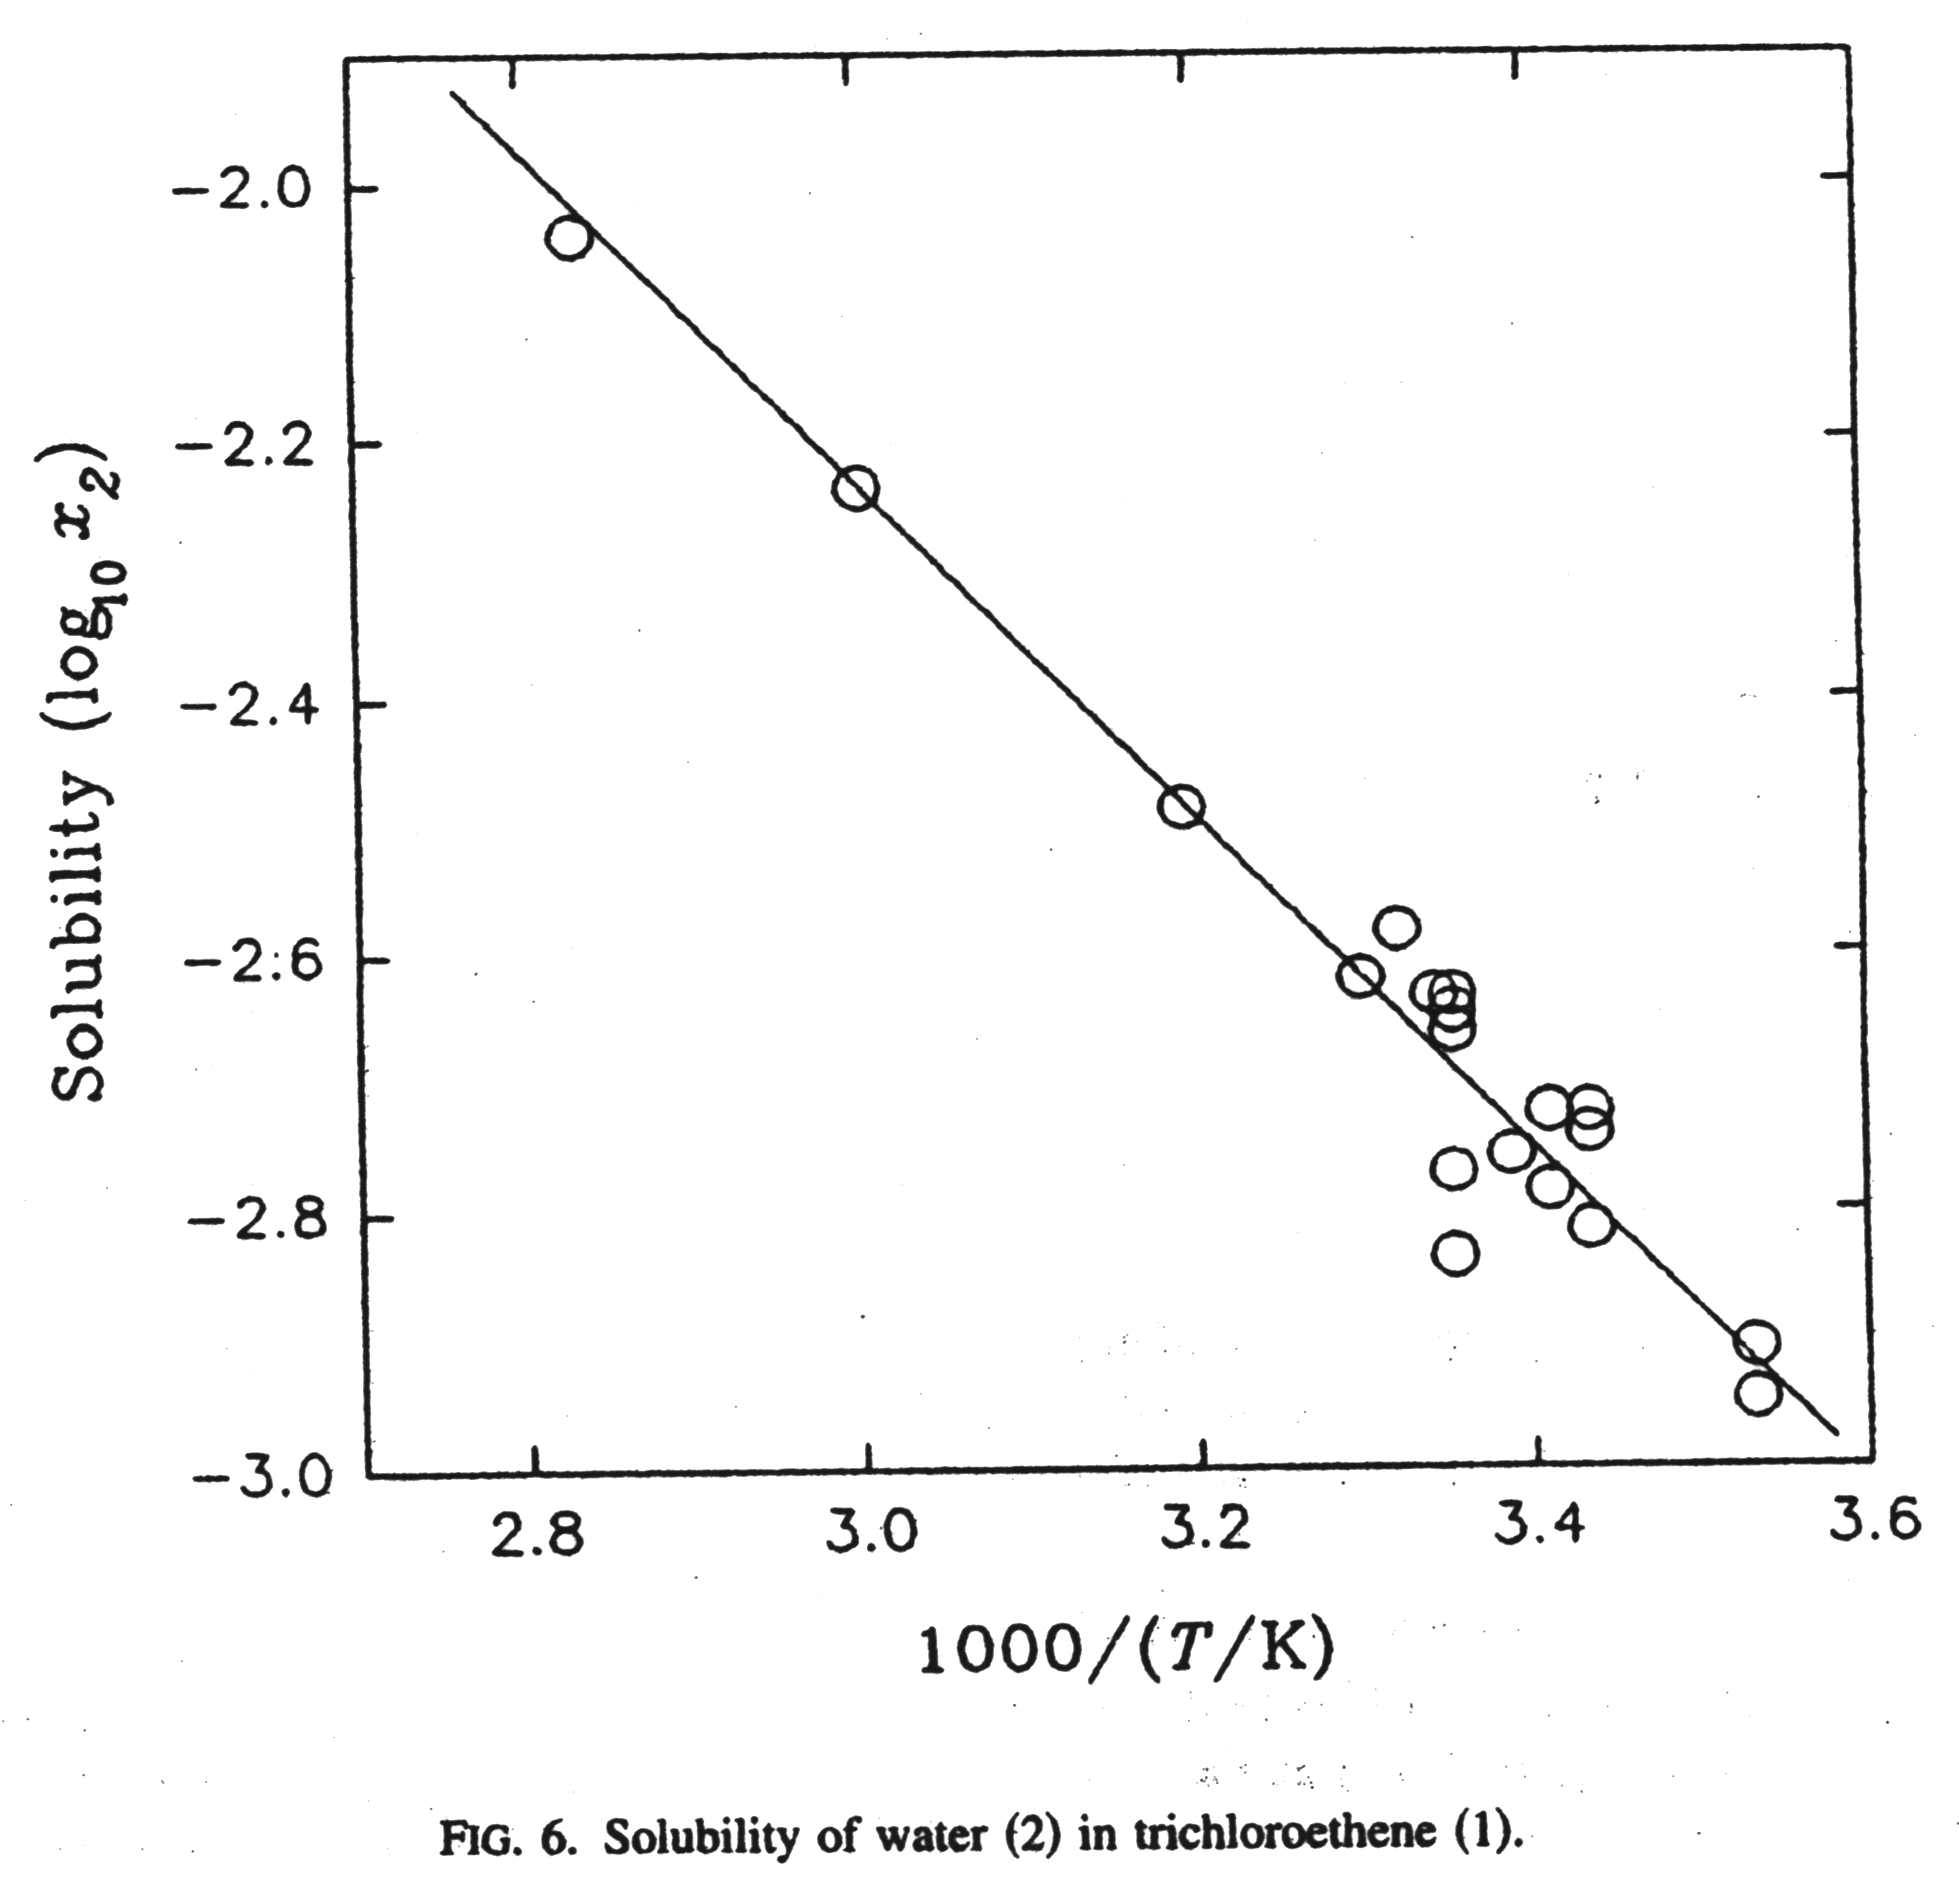 Solubility (log₁₀ x₂)
−2.0
−2.2
−2.4
−2.6
−2.8
−3.0
2.8 3.0 3.2 3.4 3.6
1000/(T/K)
FIG. 6. Solubility of water (2) in trichloroethene (1).